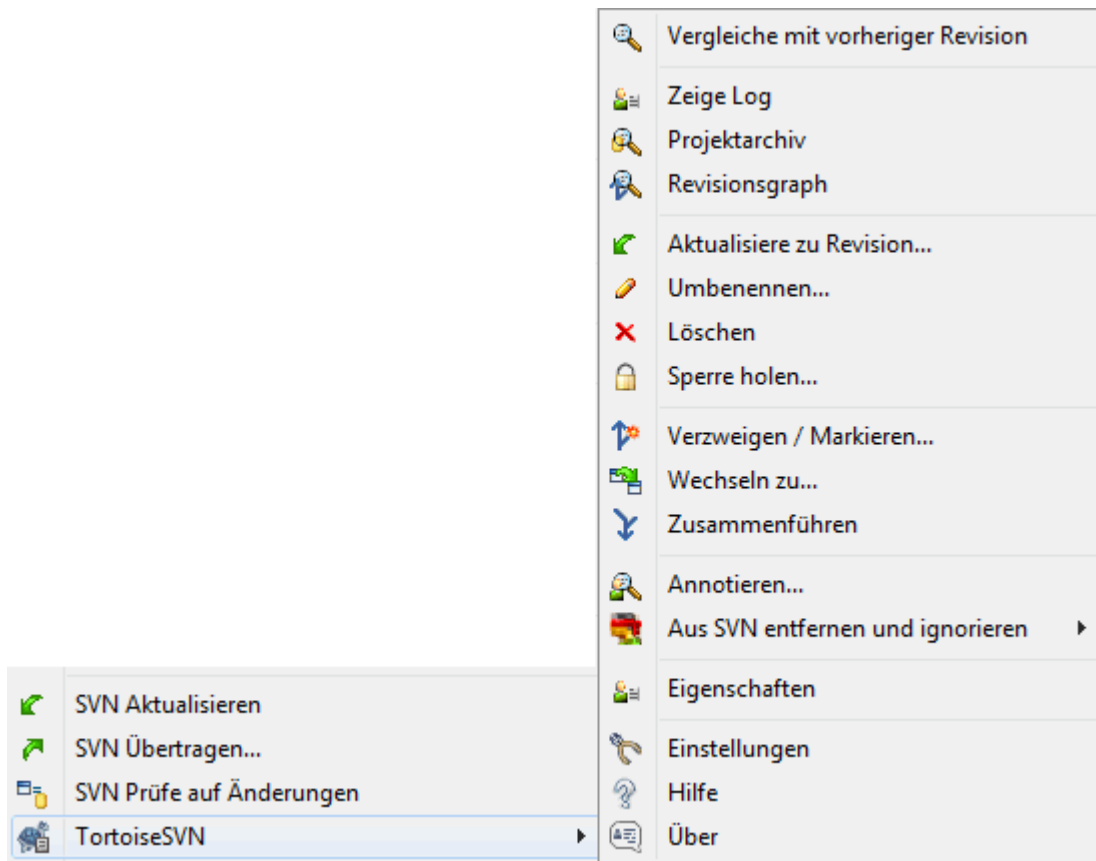 Vergleiche mit vorheriger Revision
Zeige Log
Projektarchiv
Revisionsgraph
Aktualisiere zu Revision...
Umbenennen...
Löschen
Sperre holen...
Verzweigen / Markieren...
Wechseln zu...
Zusammenführen
Annotieren...
Aus SVN entfernen und ignorieren
Eigenschaften
Einstellungen
Hilfe
Über
SVN Aktualisieren
SVN Übertragen...
SVN Prüfe auf Änderungen
TortoiseSVN